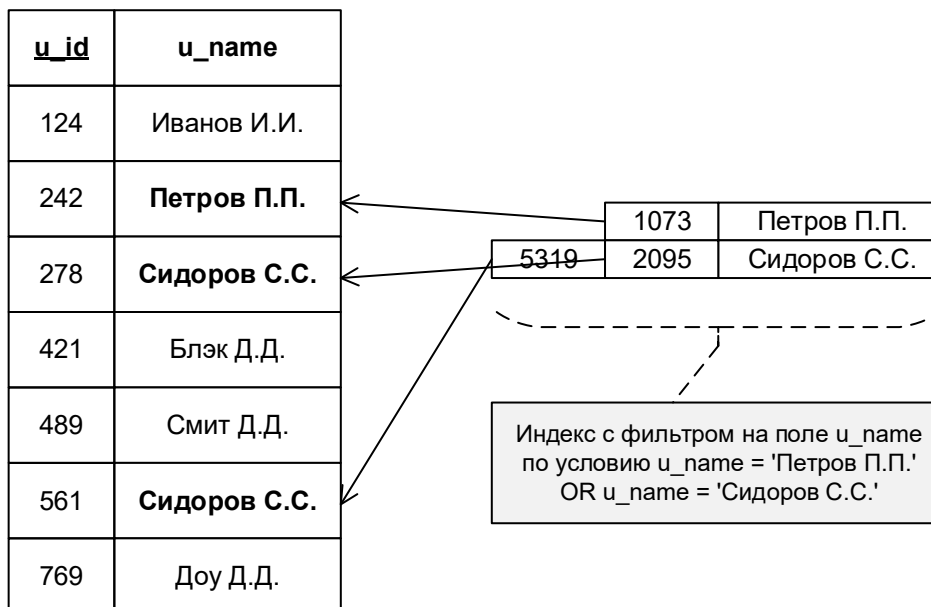 u_id u_name
124 Иванов И.И.
242 Петров П.П.
278 Сидоров С.С.
421 Блэк Д.Д.
489 Смит Д.Д.
561 Сидоров С.С.
769 Доу Д.Д.
1073 Петров П.П.
5319 2095 Сидоров С.С.
Индекс с фильтром на поле u_name
по условию u_name = 'Петров П.П.'
OR u_name = 'Сидоров С.С.'